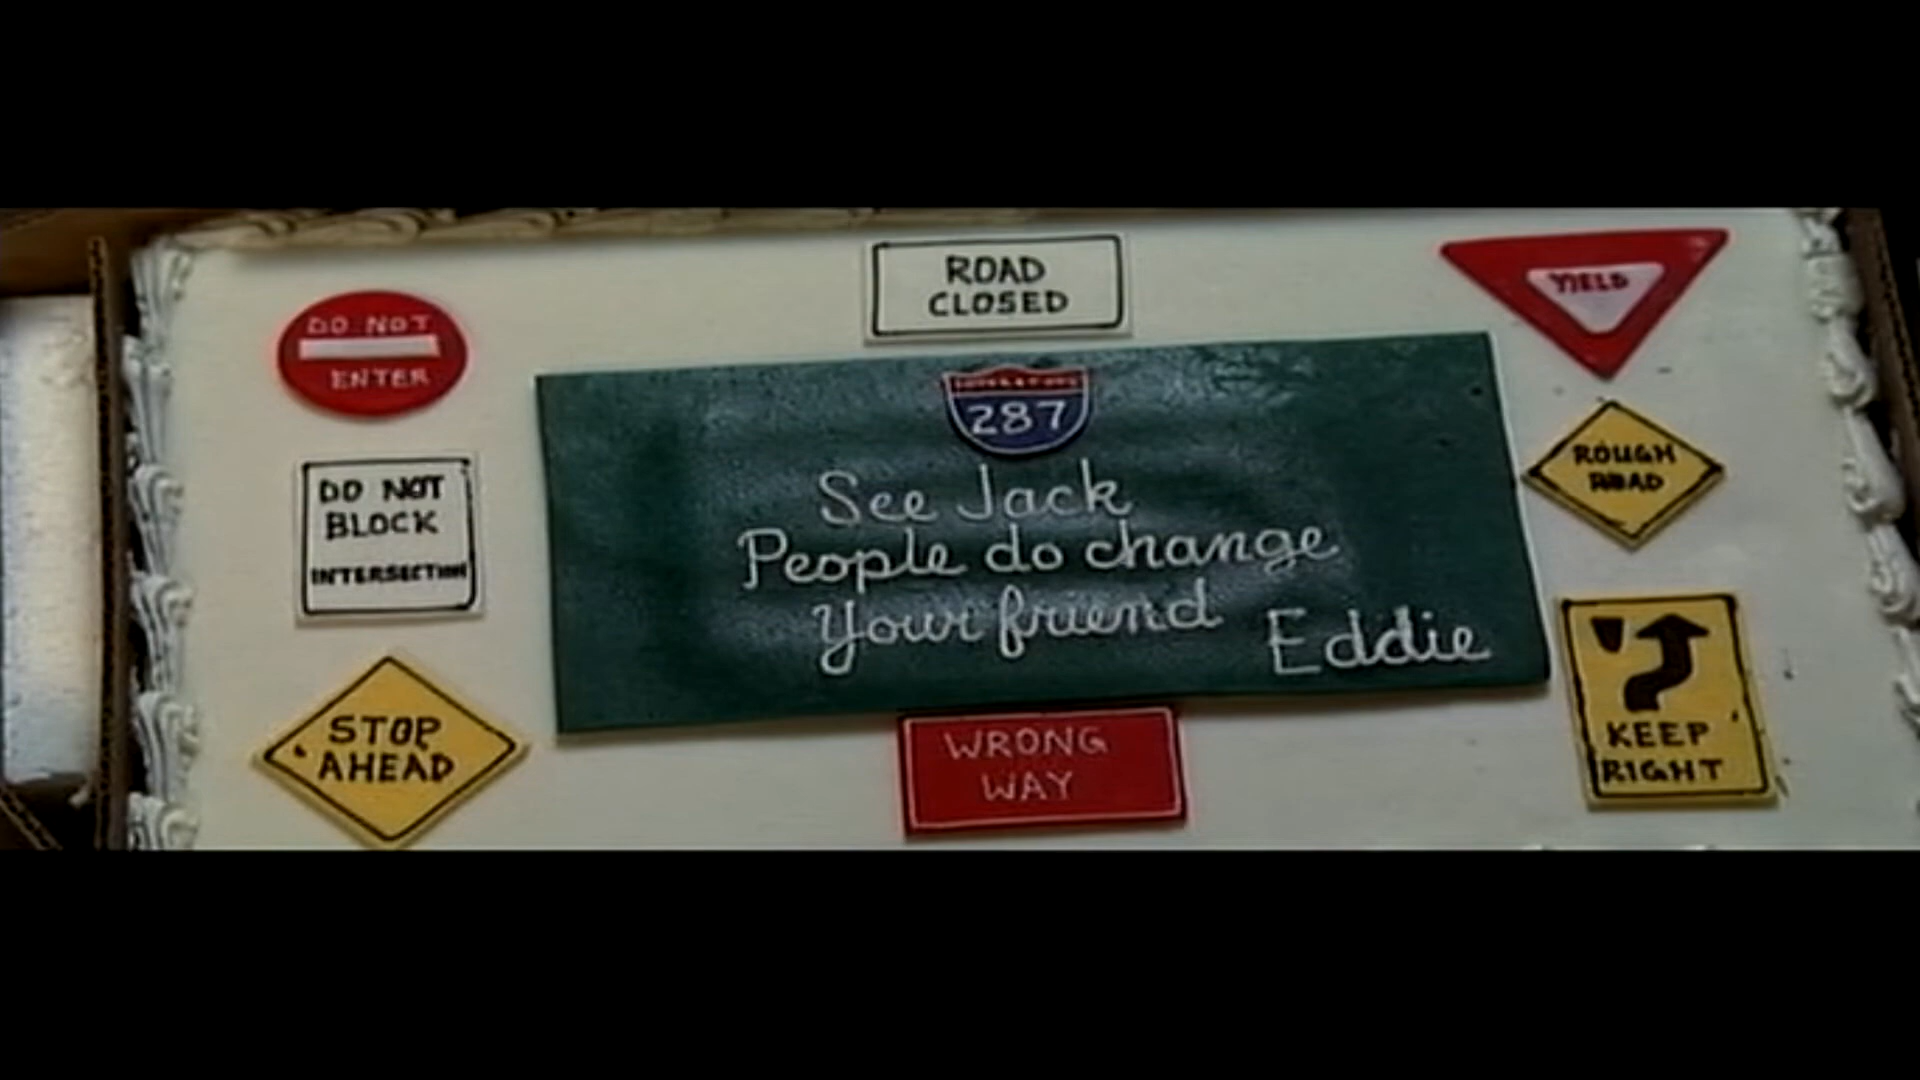 ROAD
CLOSED
YIELD
DO NOT
ENTER
287
ROUGH
ROAD
DO NOT
BLOCK
INTERSECTION
See Jack
People do change
Your friend
Eddie
KEEP
RIGHT
STOP
AHEAD
WRONG
WAY